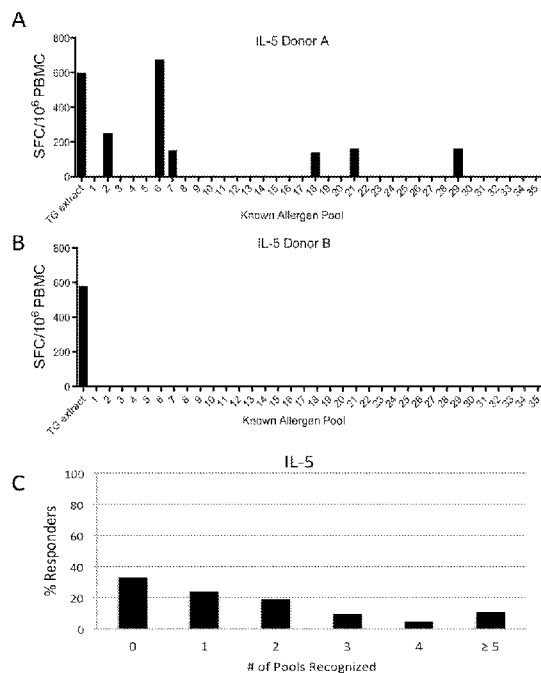 A
IL-5 Donor A
SFC/10⁶ PBMC
800
600
400
200
0
TG extract 1 2 3 4 5 6 7 8 9 10 11 12 13 14 15 16 17 18 19 20 21 22 23 24 25 26 27 28 29 30 31 32 33 34 35
Known Allergen Pool
B
IL-5 Donor B
SFC/10⁶ PBMC
800
600
400
200
0
TG extract 1 2 3 4 5 6 7 8 9 10 11 12 13 14 15 16 17 18 19 20 21 22 23 24 25 26 27 28 29 30 31 32 33 34 35
Known Allergen Pool
C
IL-5
% Responders
100
80
60
40
20
0
0 1 2 3 4 ≥ 5
# of Pools Recognized